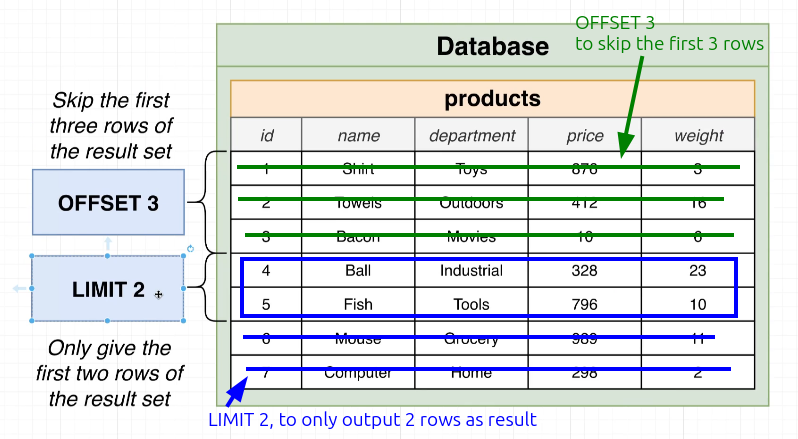 OFFSET 3
to skip the first 3 rows
Database
products
Skip the first
three rows of
the result set
OFFSET 3
LIMIT 2
Only give the
first two rows of
the result set
id name department price weight
1 Shirt Toys 876 3
2 Towels Outdoors 412 16
3 Bacon Movies 10 6
4 Ball Industrial 328 23
5 Fish Tools 796 10
6 Mouse Grocery 989 11
7 Computer Home 298 2
LIMIT 2, to only output 2 rows as result